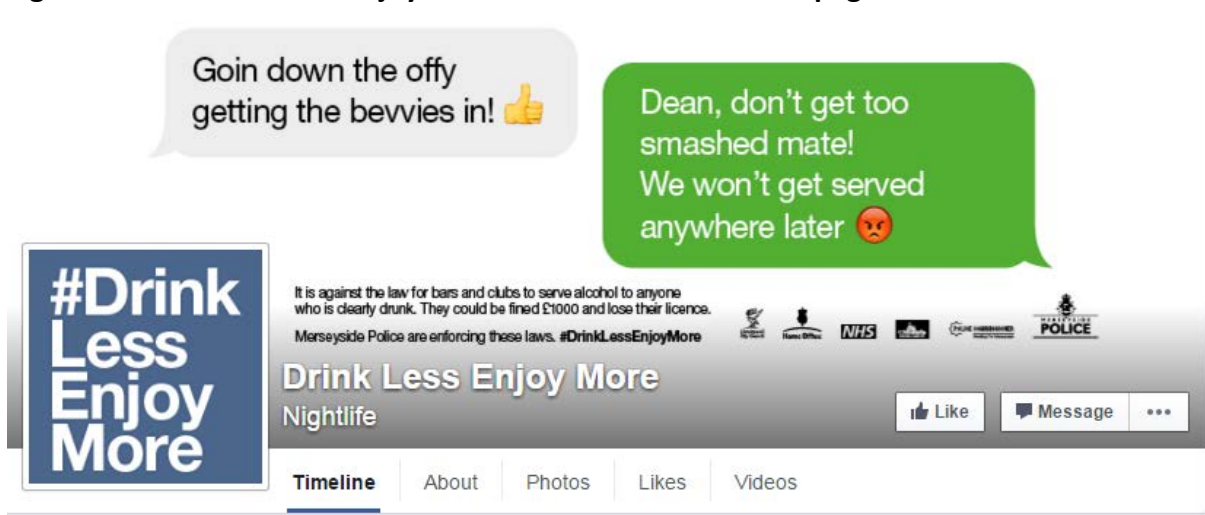 Goin down the offy
getting the bevvies in! 👍
Dean, don't get too
smashed mate!
We won't get served
anywhere later 😡
#Drink
Less
Enjoy
More
It is against the law for bars and clubs to serve alcohol to anyone
who is clearly drunk. They could be fined £1000 and lose their licence.
Merseyside Police are enforcing these laws. #DrinkLessEnjoyMore
Home Office
NHS
MERSEYSIDE
POLICE
Drink Less Enjoy More
Nightlife
Like
Message
Timeline
About
Photos
Likes
Videos